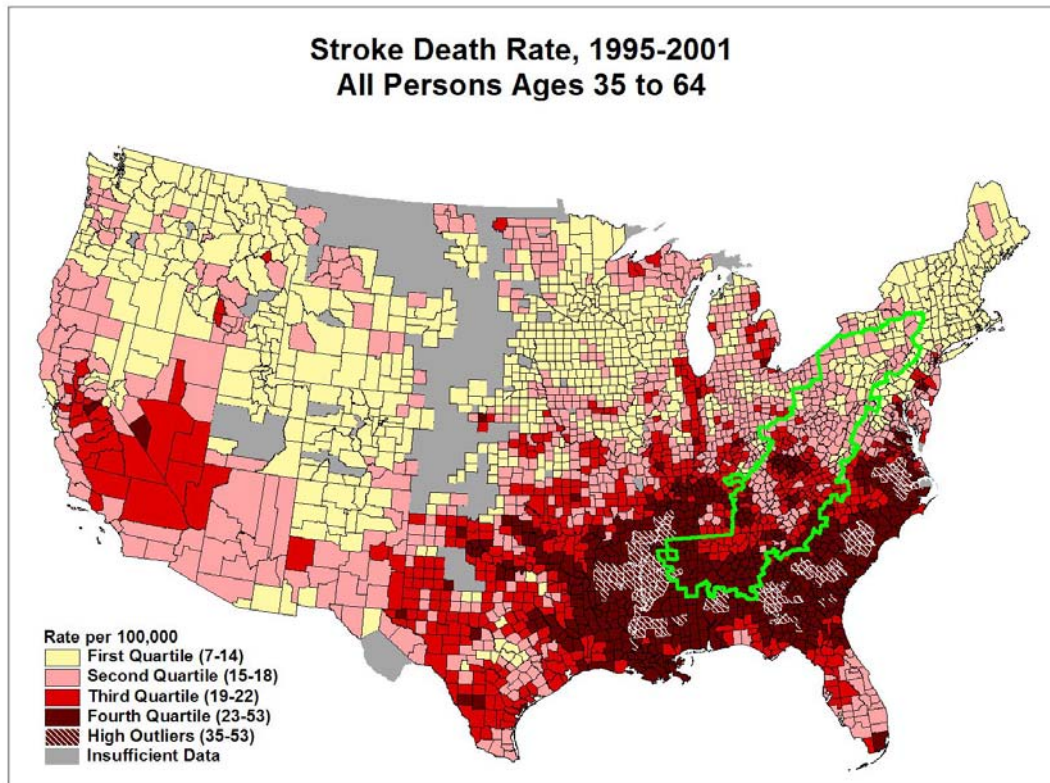 Stroke Death Rate, 1995-2001
All Persons Ages 35 to 64
Rate per 100,000
First Quartile (7-14)
Second Quartile (15-18)
Third Quartile (19-22)
Fourth Quartile (23-53)
High Outliers (35-53)
Insufficient Data